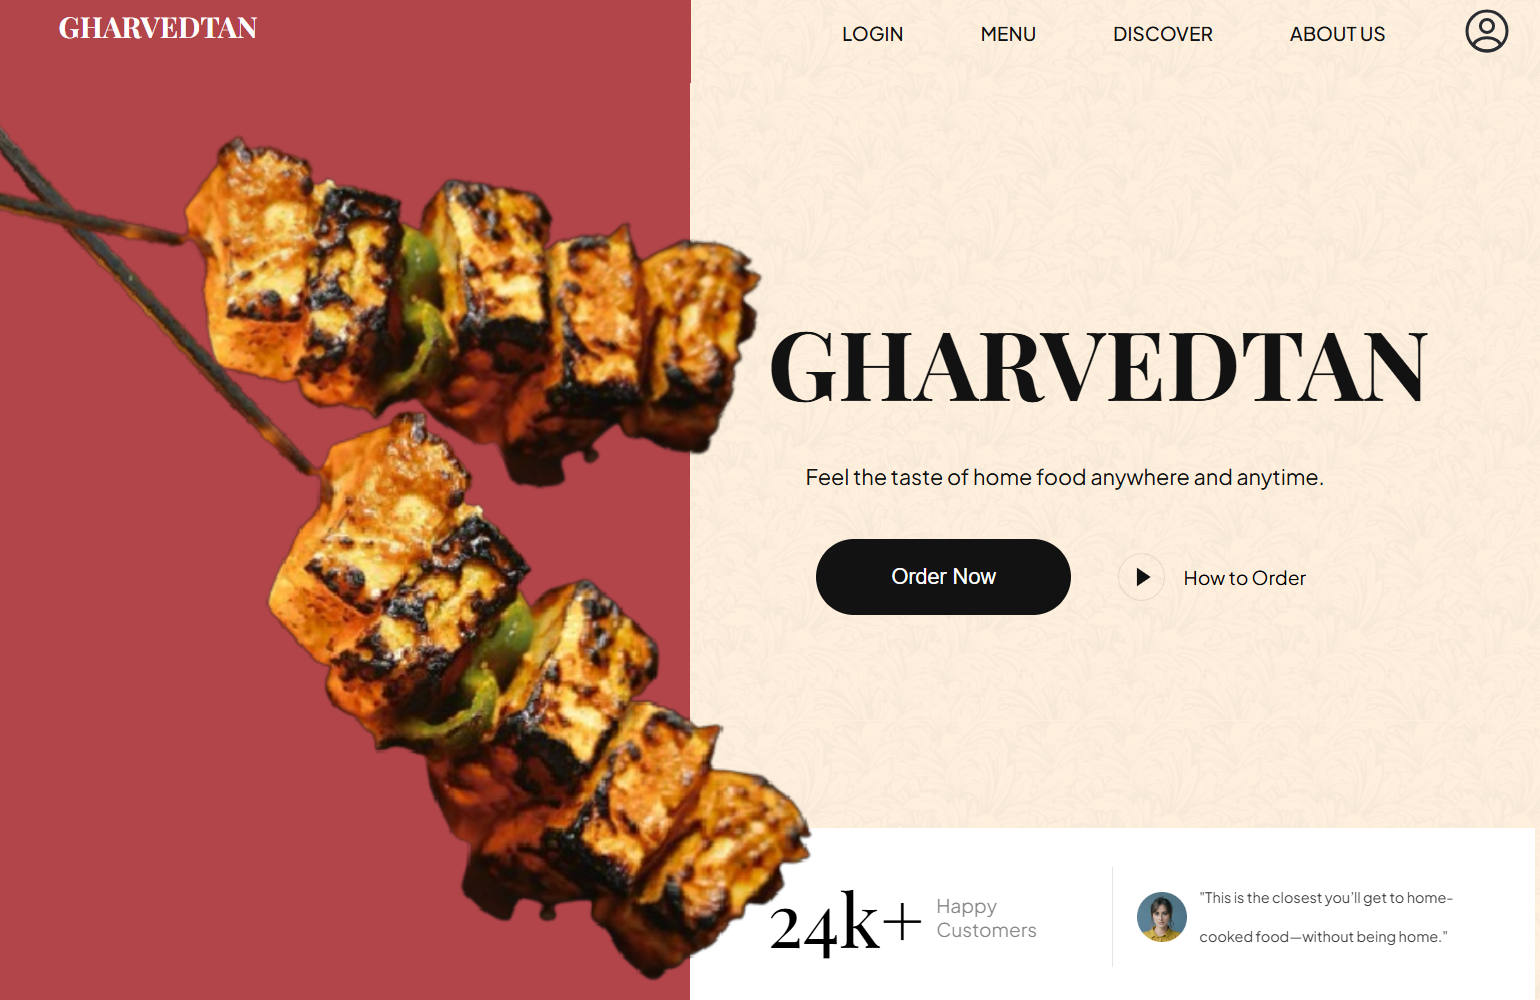 GHARVEDTAN
LOGIN
MENU
DISCOVER
ABOUT US
GHARVEDTAN
Feel the taste of home food anywhere and anytime.
Order Now
How to Order
24k+
Happy
Customers
"This is the closest you'll get to home-
cooked food—without being home."